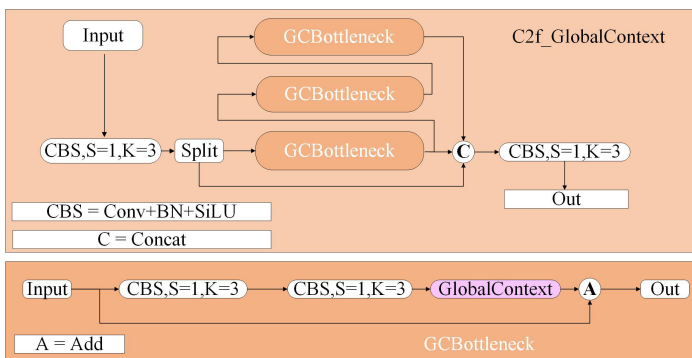 Input
GCBottleneck
C2f_GlobalContext
GCBottleneck
CBS,S=1,K=3
Split
GCBottleneck
C
CBS,S=1,K=3
Out
CBS = Conv+BN+SiLU
C = Concat
Input
CBS,S=1,K=3
CBS,S=1,K=3
GlobalContext
A
Out
A = Add
GCBottleneck